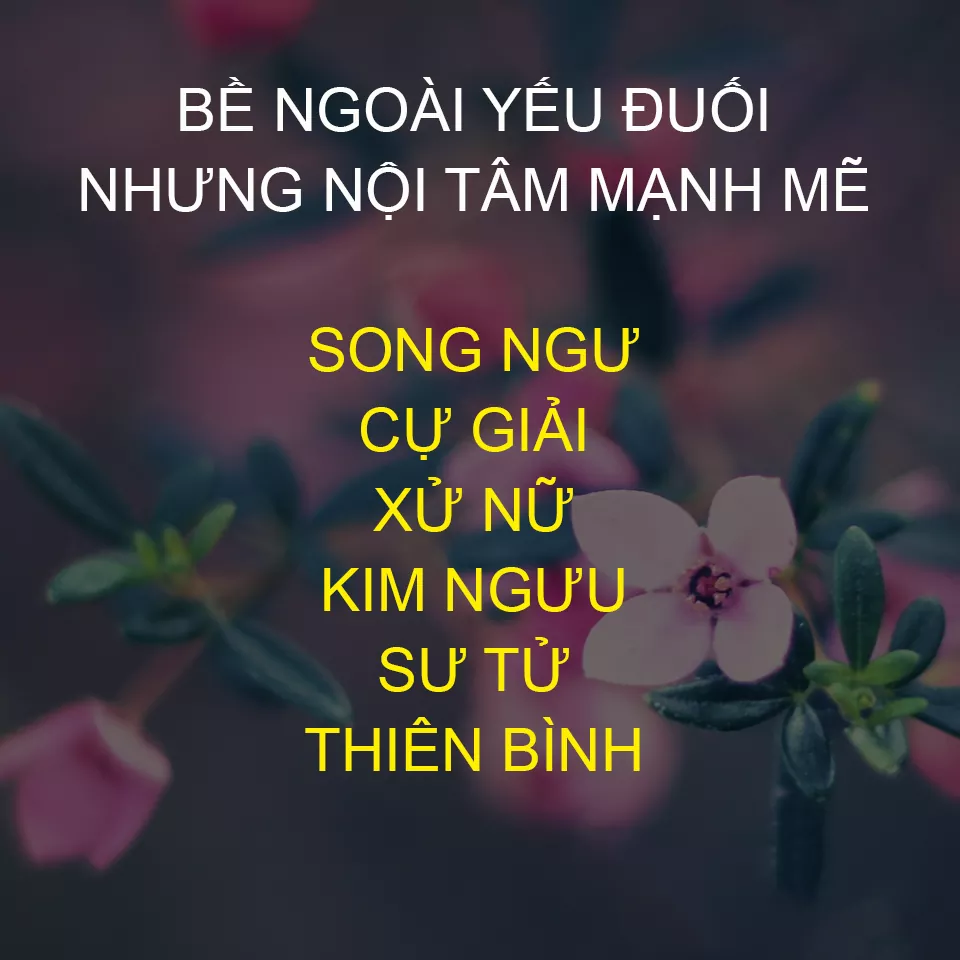 BỀ NGOÀI YẾU ĐUỐI
NHƯNG NỘI TÂM MẠNH MẼ
SONG NGƯ
CỰ GIẢI
XỬ NỮ
KIM NGƯU
SƯ TỬ
THIÊN BÌNH